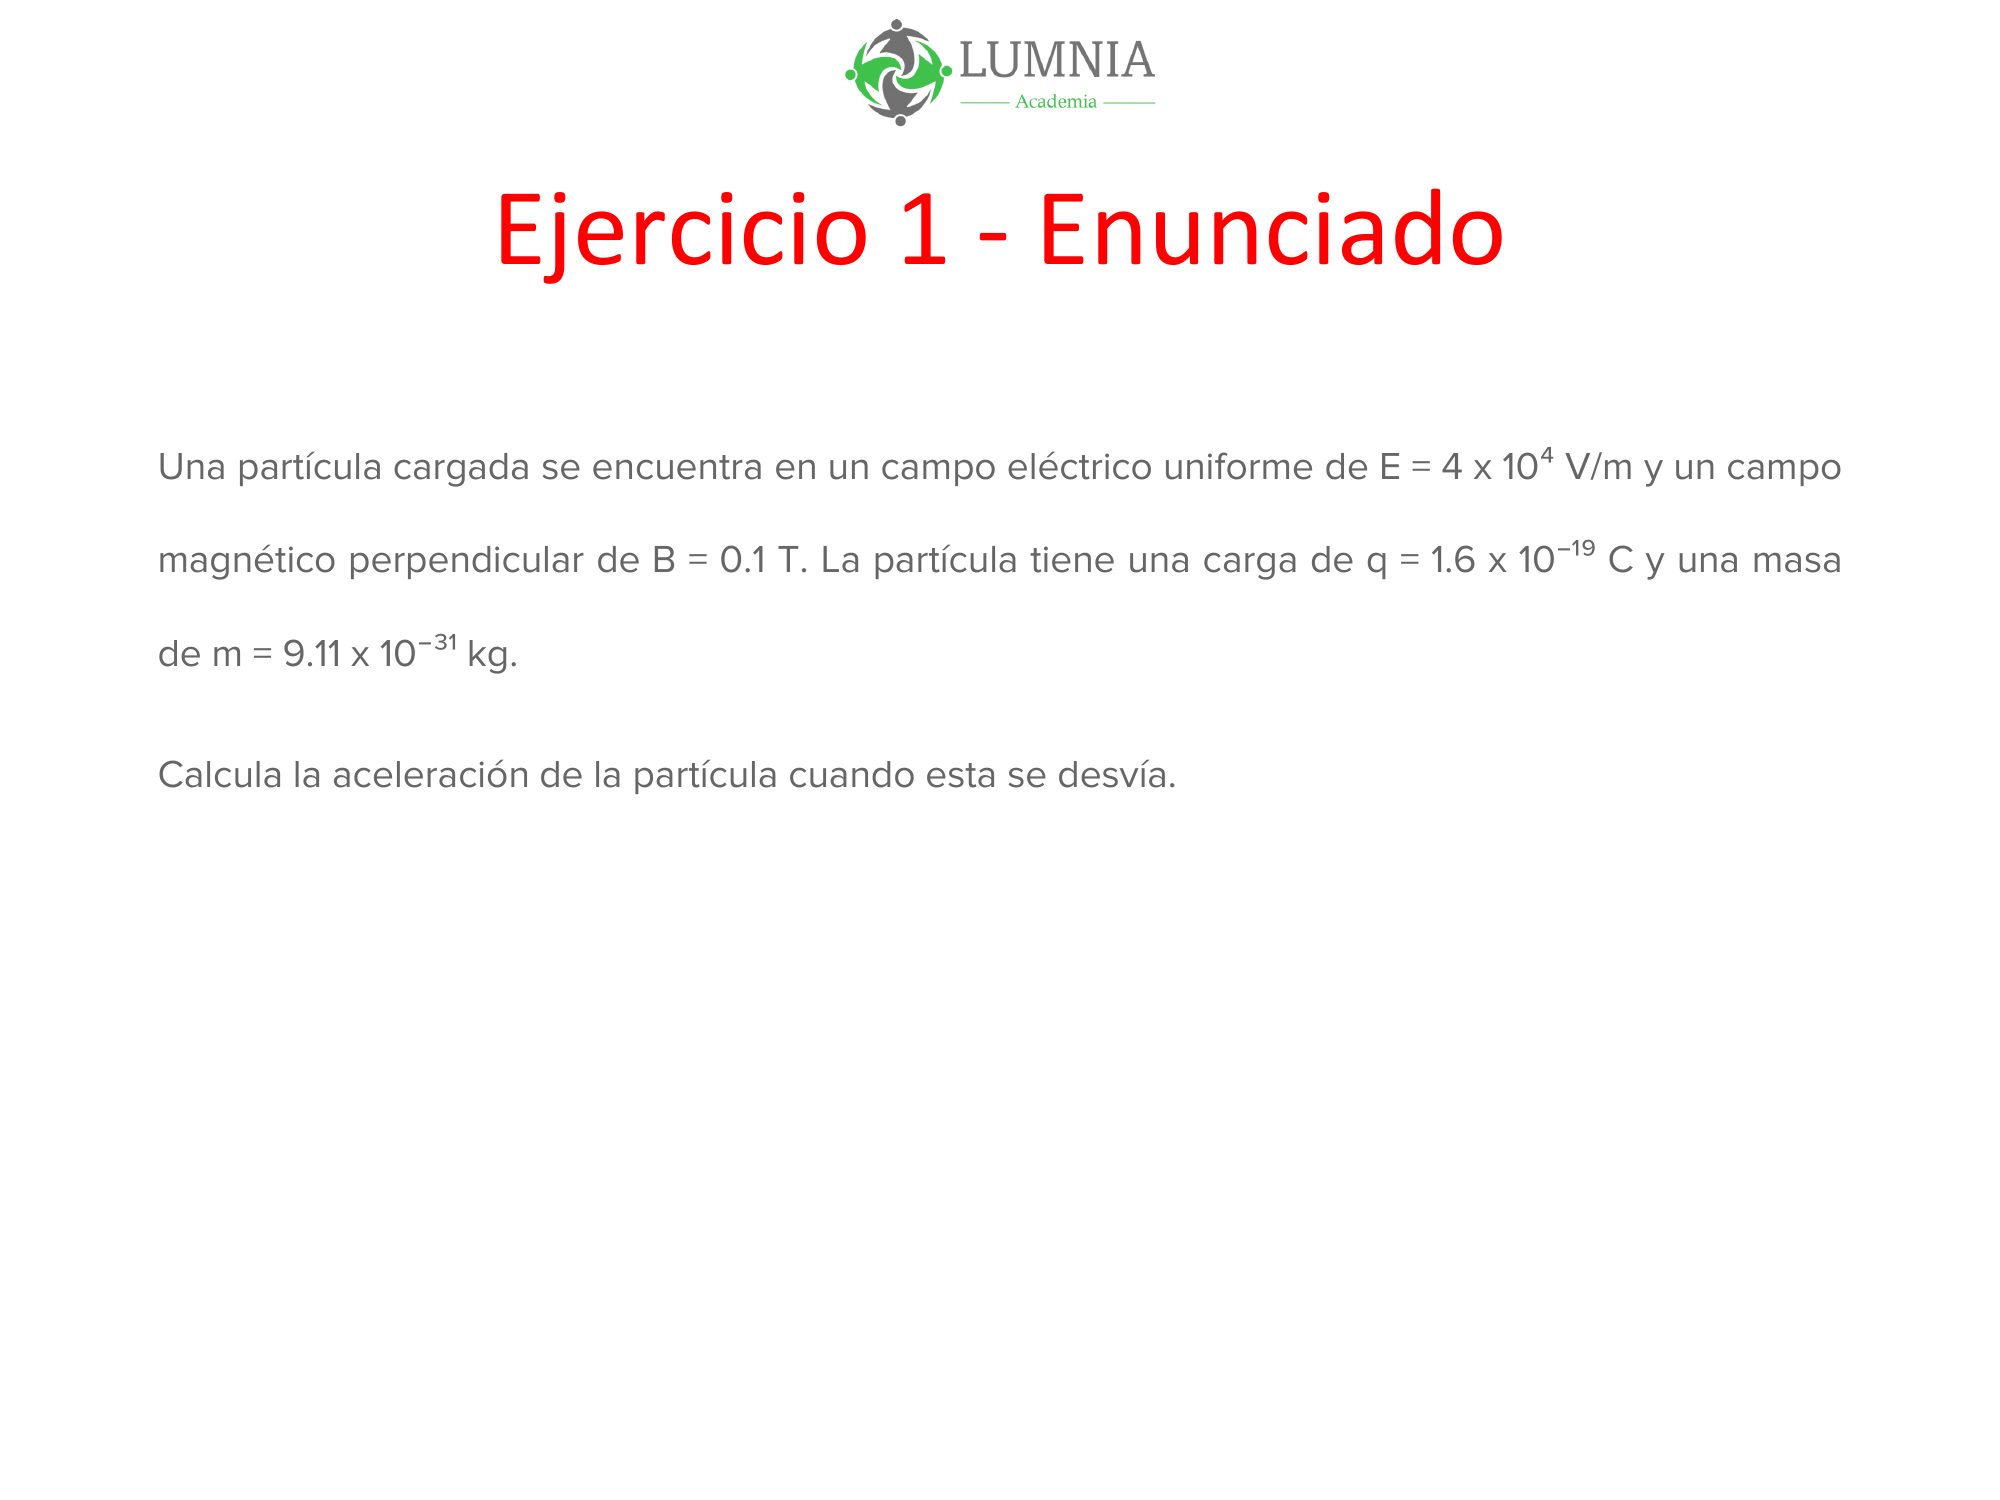 LUMNIA
Academia
Ejercicio 1 - Enunciado
Una partícula cargada se encuentra en un campo eléctrico uniforme de E = 4 x 10⁴ V/m y un campo
magnético perpendicular de B = 0.1 T. La partícula tiene una carga de q = 1.6 x 10⁻¹⁹ C y una masa
de m = 9.11 x 10⁻³¹ kg.
Calcula la aceleración de la partícula cuando esta se desvía.